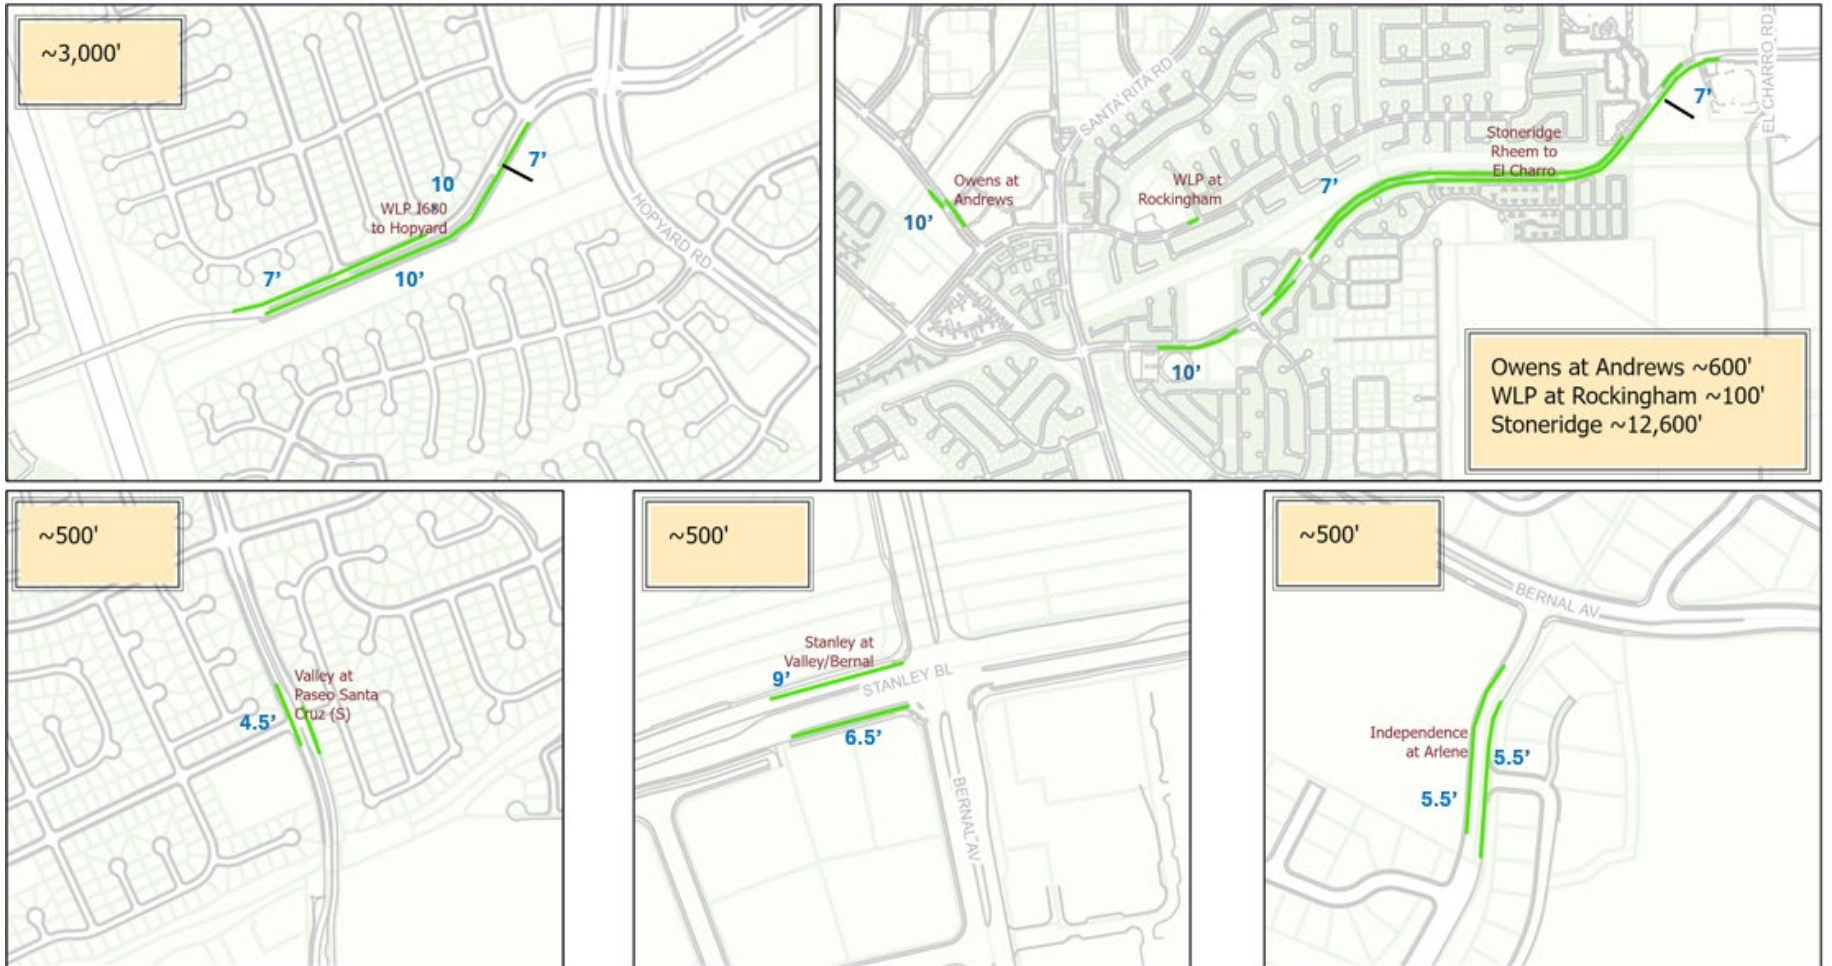 ~3,000'
7'
10
'
WLP I680
to Hopyard
7'
10'
HOPYARD RD
SANTA RITA RD
EL CHARRO RD
7'
Stoneridge
Rheem to
El Charro
Owens at
Andrews
WLP at
Rockingham
7'
10'
10'
Owens at Andrews ~600'
WLP at Rockingham ~100'
Stoneridge ~12,600'
~500'
Valley at
Paseo Santa
Cruz (S)
4.5'
~500'
Stanley at
Valley/Bernal
9'
STANLEY BL
6.5'
BERNAL AV
~500'
BERNAL AV
Independence
at Arlene
5.5'
5.5'